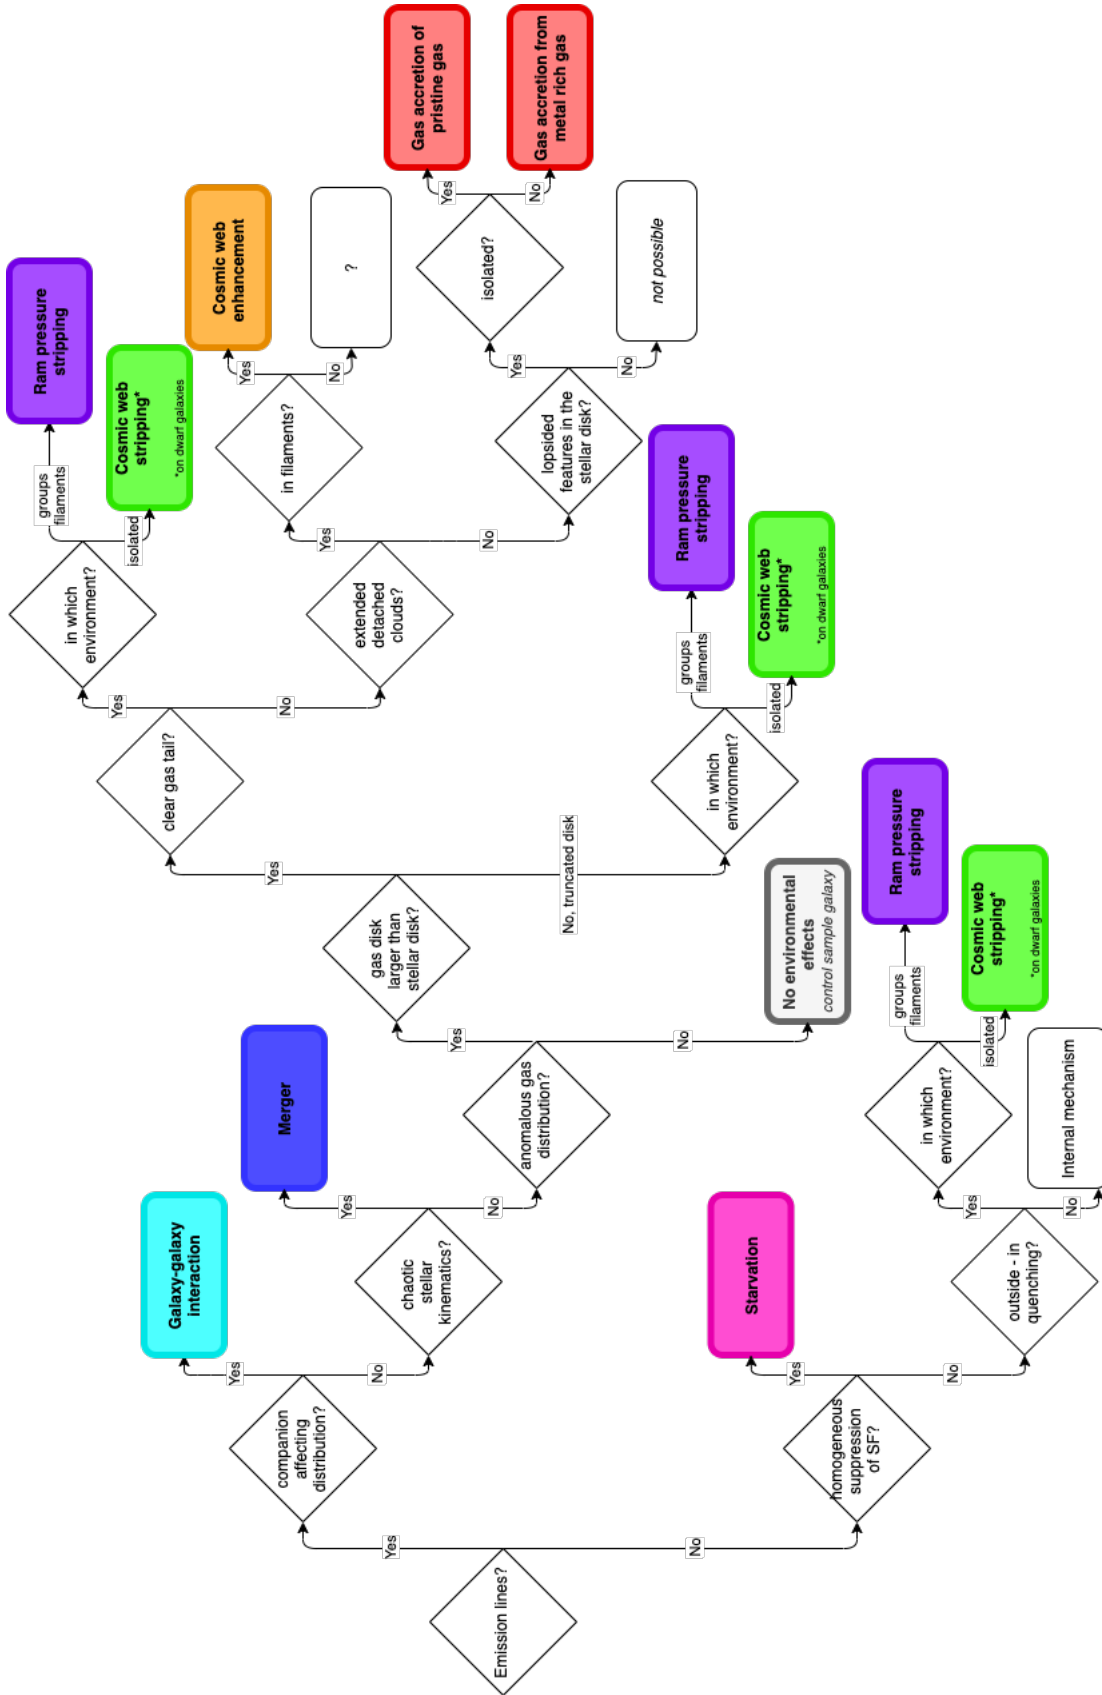 Emission lines?
Yes
No
companion
affecting
distribution?
Yes
No
Galaxy-galaxy
interaction
chaotic
stellar
kinematics?
Yes
No
Merger
anomalous gas
distribution?
Yes
No
No environmental
effects
control sample galaxy
gas disk
larger than
stellar disk?
Yes
No, truncated disk
clear gas tail?
Yes
No
in which
environment?
groups
filaments
isolated
Ram pressure
stripping
Cosmic web
stripping*
*on dwarf galaxies
extended
detached
clouds?
Yes
No
in filaments?
Yes
No
Cosmic web
enhancement
?
lopsided
features in the
stellar disk?
Yes
No
isolated?
Yes
No
Gas accretion of
pristine gas
Gas accretion from
metal rich gas
not possible
in which
environment?
groups
filaments
isolated
Ram pressure
stripping
Cosmic web
stripping*
*on dwarf galaxies
homogeneous
suppression
of SF?
Yes
No
Starvation
outside - in
quenching?
Yes
No
in which
environment?
groups
filaments
isolated
Ram pressure
stripping
Cosmic web
stripping*
*on dwarf galaxies
Internal mechanism